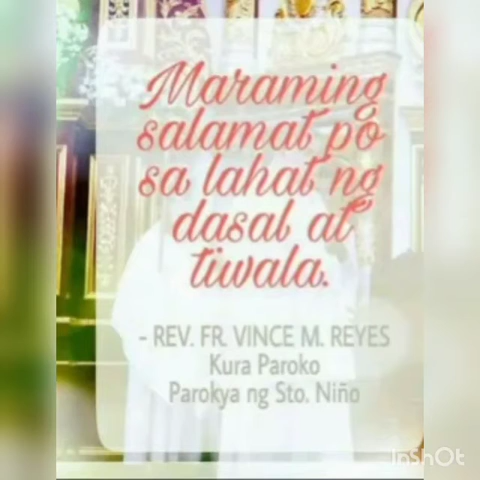 Maraming
salamat po
sa lahat ng
dasal at
tiwala.
- REV. FR. VINCE M. REYES
Kura Paroko
Parokya ng Sto. Niño
InShOt